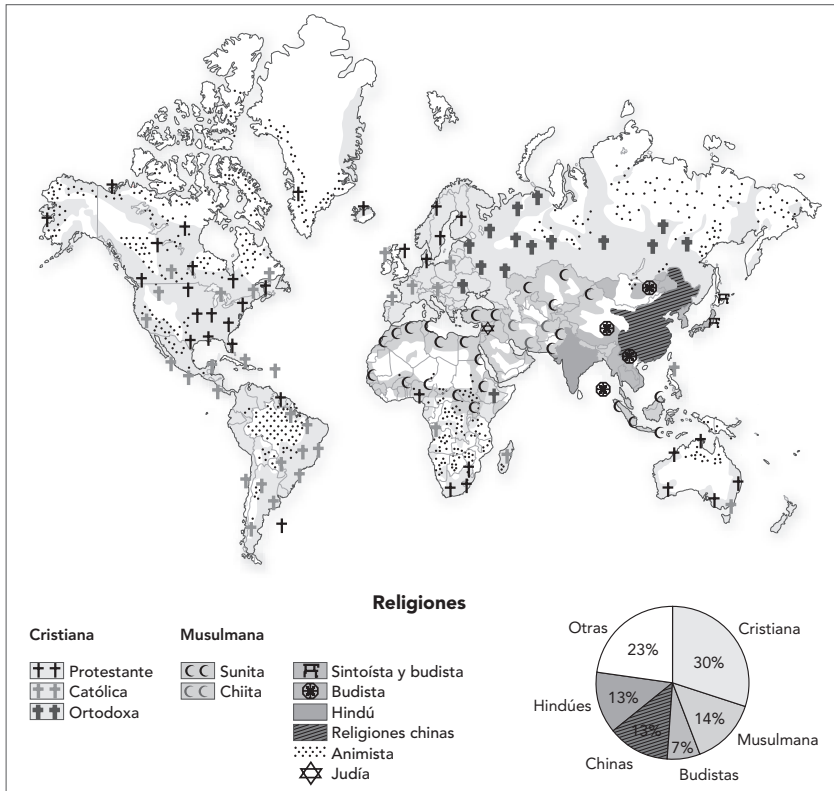 Religiones
Cristiana
Protestante
Católica
Ortodoxa
Musulmana
Sunita
Chiita
Sintoísta y budista
Budista
Hindú
Religiones chinas
Animista
Judía
Otras
23%
Cristiana
30%
Hindúes
13%
Musulmana
14%
Chinas
13%
Budistas
7%